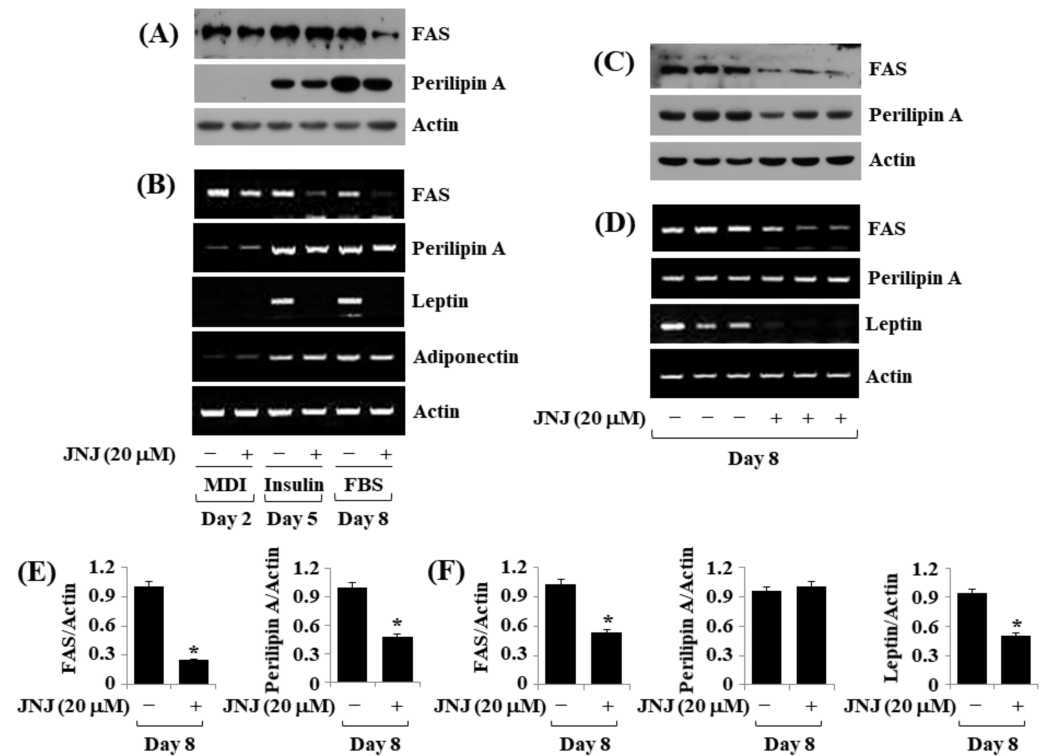 (A)
FAS
Perilipin A
Actin
(B)
FAS
Perilipin A
Leptin
Adiponectin
Actin
JNJ (20 μM) − + − + − +
MDI Insulin FBS
Day 2 Day 5 Day 8
(C)
FAS
Perilipin A
Actin
(D)
FAS
Perilipin A
Leptin
Actin
JNJ (20 μM) − − − + + +
Day 8
(E)
FAS/Actin
1.2
0.9
0.6
0.3
0
*
JNJ (20 μM) − +
Day 8
Perilipin A/Actin
1.2
0.9
0.6
0.3
0
*
JNJ (20 μM) − +
Day 8
(F)
FAS/Actin
1.2
0.9
0.6
0.3
0
*
JNJ (20 μM) − +
Day 8
Perilipin A/Actin
1.2
0.9
0.6
0.3
0
JNJ (20 μM) − +
Day 8
Leptin/Actin
1.2
0.9
0.6
0.3
0
*
JNJ (20 μM) − +
Day 8